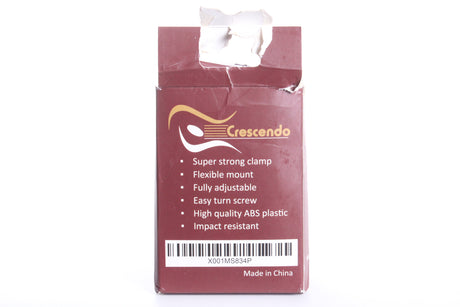 Crescendo
• Super strong clamp
• Flexible mount
• Fully adjustable
• Easy turn screw
• High quality ABS plastic
• Impact resistant
X001MS834P
Made in China